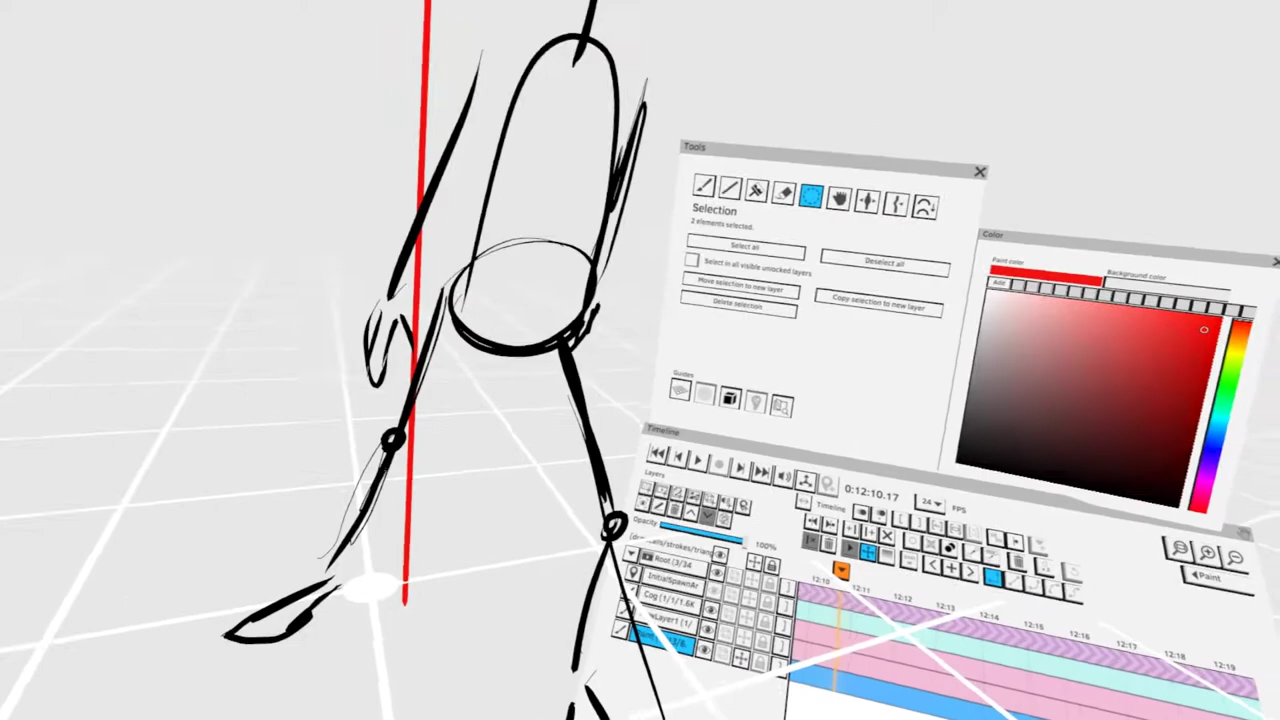 Tools
Selection
2 elements selected.
Select all
Deselect all
Select in all visible unlocked layers
Move selection to new layer
Copy selection to new layer
Delete selection
Guides
Color
Paint color
Background color
Add
Timeline
0:12:10.17
24
FPS
Layers
Timeline
Opacity
100%
Root (3/34
InitialSpawnAr
Cog (1/1/1.6K
Paint
12:10
12:11
12:12
12:13
12:14
12:15
12:16
12:17
12:18
12:19